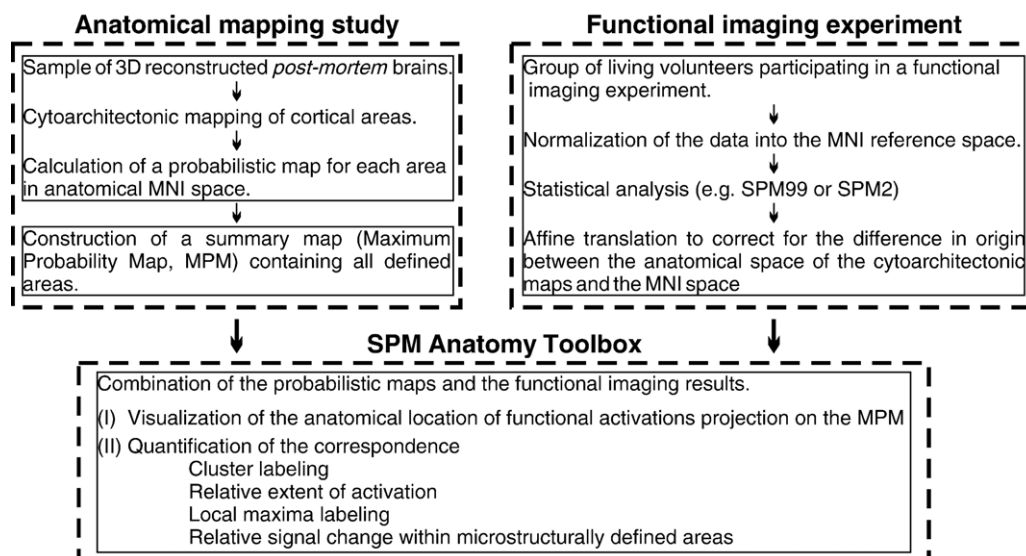 Anatomical mapping study
Sample of 3D reconstructed post-mortem brains.
Cytoarchitectonic mapping of cortical areas.
Calculation of a probabilistic map for each area
in anatomical MNI space.
Construction of a summary map (Maximum
Probability Map, MPM) containing all defined
areas.
Functional imaging experiment
Group of living volunteers participating in a functional
imaging experiment.
Normalization of the data into the MNI reference space.
Statistical analysis (e.g. SPM99 or SPM2)
Affine translation to correct for the difference in origin
between the anatomical space of the cytoarchitectonic
maps and the MNI space
SPM Anatomy Toolbox
Combination of the probabilistic maps and the functional imaging results.
(I) Visualization of the anatomical location of functional activations projection on the MPM
(II) Quantification of the correspondence
Cluster labeling
Relative extent of activation
Local maxima labeling
Relative signal change within microstructurally defined areas